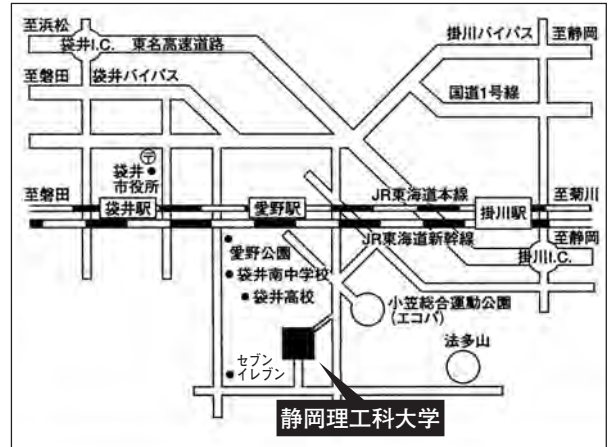 至浜松
袋井I.C.
東名高速道路
掛川バイパス
至静岡
至磐田
袋井バイパス
国道1号線
〒
袋井
市役所
至磐田
袋井駅
愛野駅
JR東海道本線
掛川駅
至菊川
JR東海道新幹線
至静岡
掛川I.C.
愛野公園
袋井南中学校
袋井高校
小笠総合運動公園
(エコパ)
法多山
セブン
イレブン
静岡理工科大学